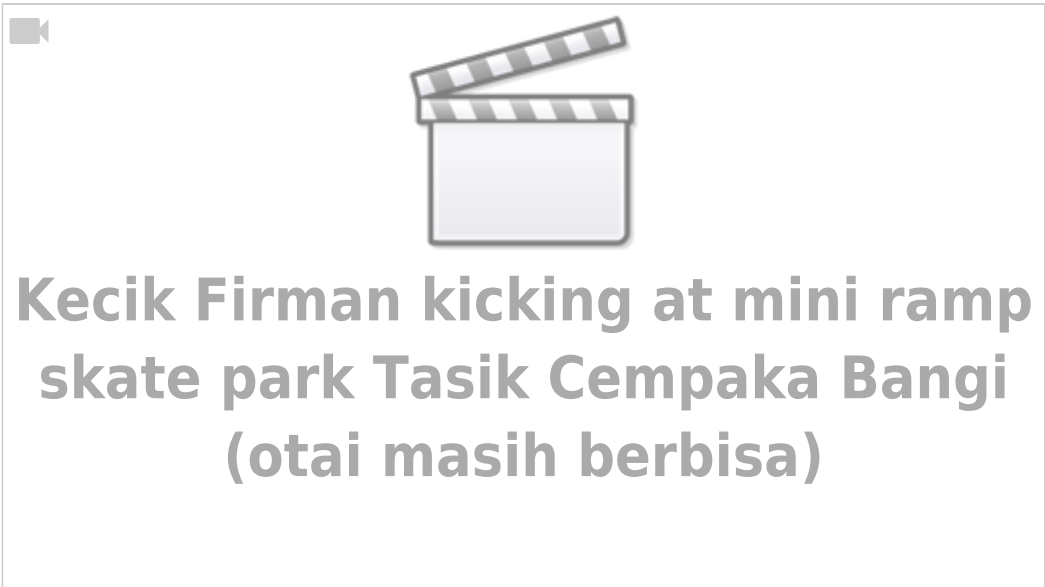 Kecik Firman kicking at mini ramp
skate park Tasik Cempaka Bangi
(otai masih berbisa)